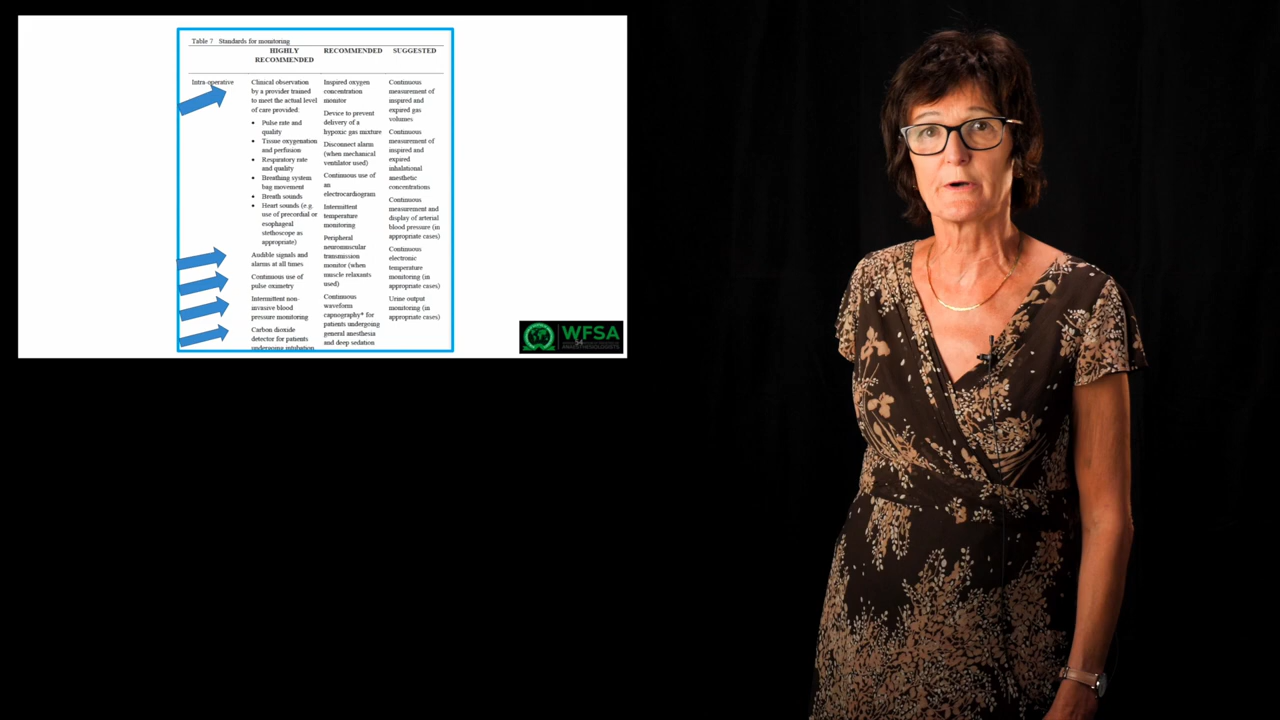 Table 7 Standards for monitoring
HIGHLY
RECOMMENDED
RECOMMENDED
SUGGESTED
Intra-operative
Clinical observation
by a provider trained
to meet the actual level
of care provided.
• Pulse rate and
quality
• Tissue oxygenation
and perfusion
• Respiratory rate
and quality
• Breathing system
bag movement
• Breath sounds
• Heart sounds (e.g.
use of precordial or
esophageal
stethoscope as
appropriate)
Audible signals and
alarms at all times
Continuous use of
pulse oximetry
Intermittent non-
invasive blood
pressure monitoring
Carbon dioxide
detector for patients
undergoing intubation
Inspired oxygen
concentration
monitor
Device to prevent
delivery of a
hypoxic gas mixture
Disconnect alarm
(when mechanical
ventilator used)
Continuous use of
an
electrocardiogram
Intermittent
temperature
monitoring
Peripheral
neuromuscular
transmission
monitor (when
muscle relaxants
used)
Continuous
waveform
capnography* for
patients undergoing
general anesthesia
and deep sedation
Continuous
measurement of
inspired and
expired gas
volumes
Continuous
measurement of
inspired and
expired
inhalational
anesthetic
concentrations
Continuous
measurement and
display of arterial
blood pressure (in
appropriate cases)
Continuous
electronic
temperature
monitoring (in
appropriate cases)
Urine output
monitoring (in
appropriate cases)
WFSA
54